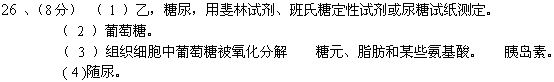 26 、（8分） （ 1 ）乙，糖尿，用斐林试剂、班氏糖定性试剂或尿糖试纸测定。
（ 2 ）葡萄糖。
（ 3 ）组织细胞中葡萄糖被氧化分解 糖元、脂肪和某些氨基酸。 胰岛素。
（4)随尿。